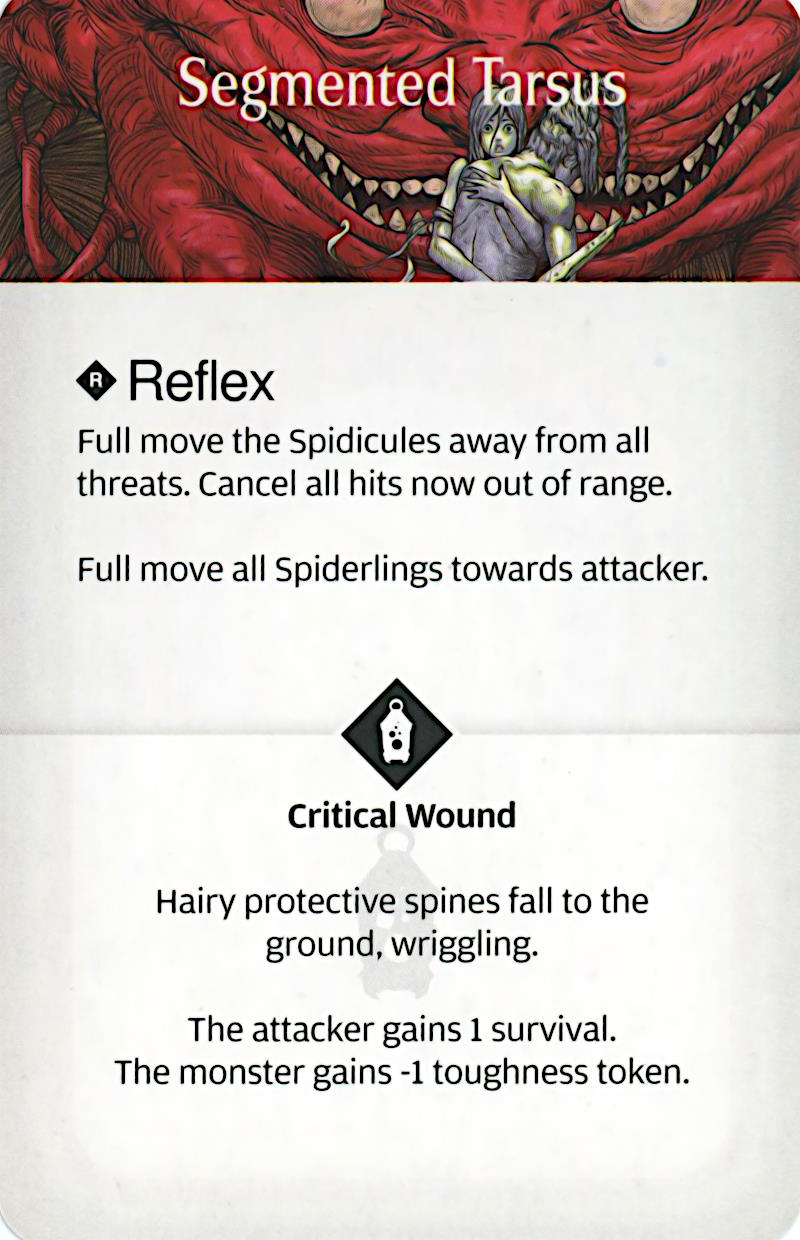 Segmented Tarsus
R Reflex
Full move the Spidicules away from all
threats. Cancel all hits now out of range.
Full move all Spiderlings towards attacker.
Critical Wound
Hairy protective spines fall to the
ground, wriggling.
The attacker gains 1 survival.
The monster gains -1 toughness token.